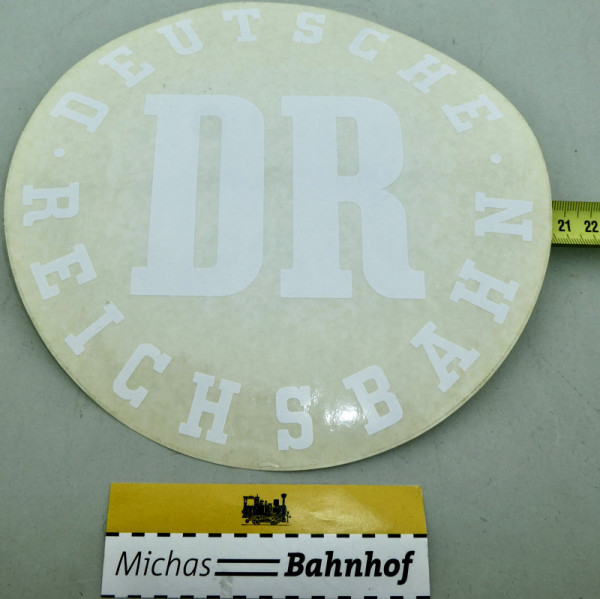 · DEUTSCHE ·
DR
REICHSBAHN
21 22
Michas Bahnhof